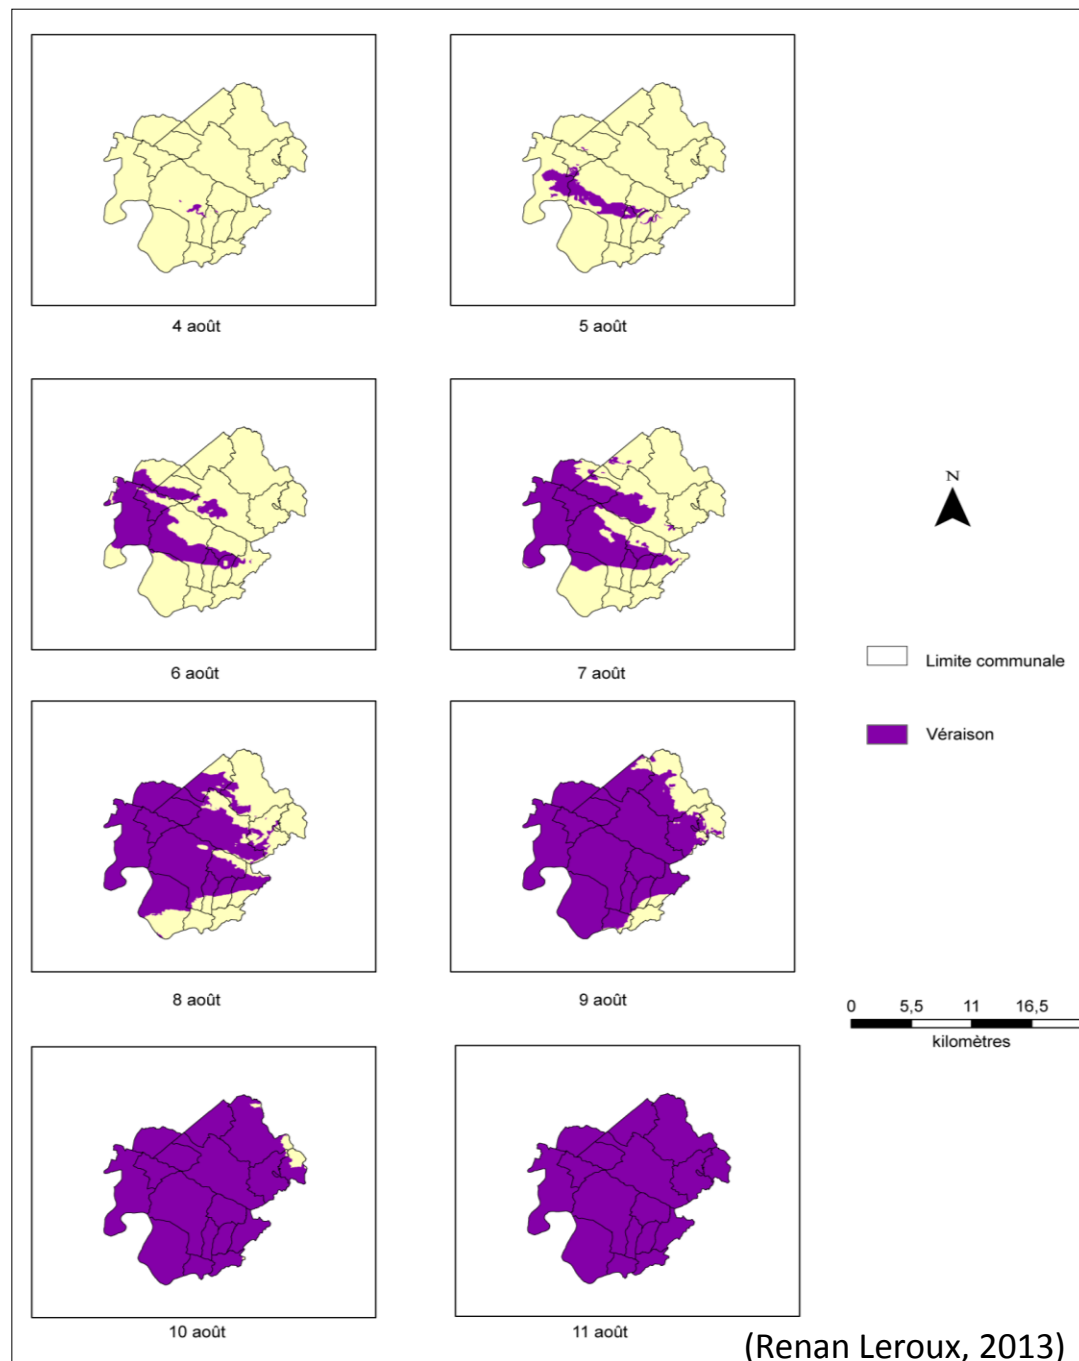 4 août
5 août
6 août
7 août
N
Limite communale
Véraison
8 août
9 août
0 5,5 11 16,5
kilomètres
10 août
11 août
(Renan Leroux, 2013)